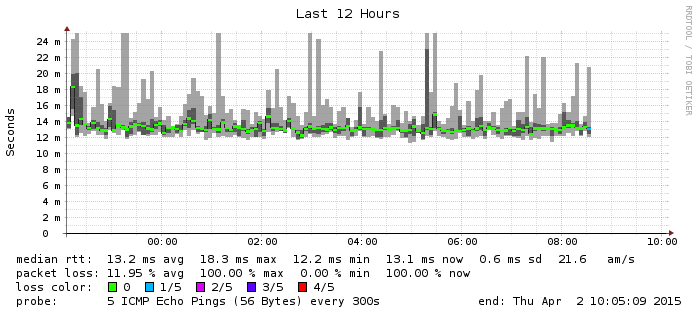 Last 12 Hours
RRDTOOL / TOBI OETIKER
Seconds
24 m
22 m
20 m
18 m
16 m
14 m
12 m
10 m
8 m
6 m
4 m
2 m
0
00:00 02:00 04:00 06:00 08:00 10:00
median rtt: 13.2 ms avg 18.3 ms max 12.2 ms min 13.1 ms now 0.6 ms sd 21.6 am/s
packet loss: 11.95 % avg 100.00 % max 0.00 % min 100.00 % now
loss color: 0 1/5 2/5 3/5 4/5
probe: 5 ICMP Echo Pings (56 Bytes) every 300s end: Thu Apr 2 10:05:09 2015